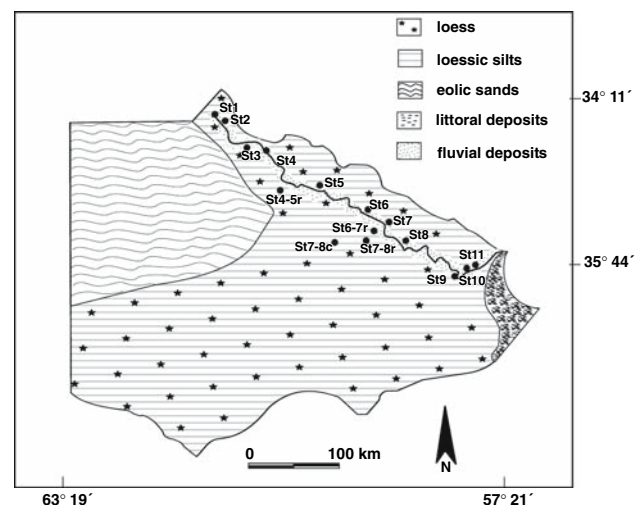 loess
loessic silts
eolic sands
littoral deposits
fluvial deposits
34° 11´
St1
St2
St3
St4
St5
St4-5r
St6
St7
St6-7r
St8
St7-8c
St7-8r
St11
St9
St10
35° 44´
0 100 km
N
63° 19´
57° 21´